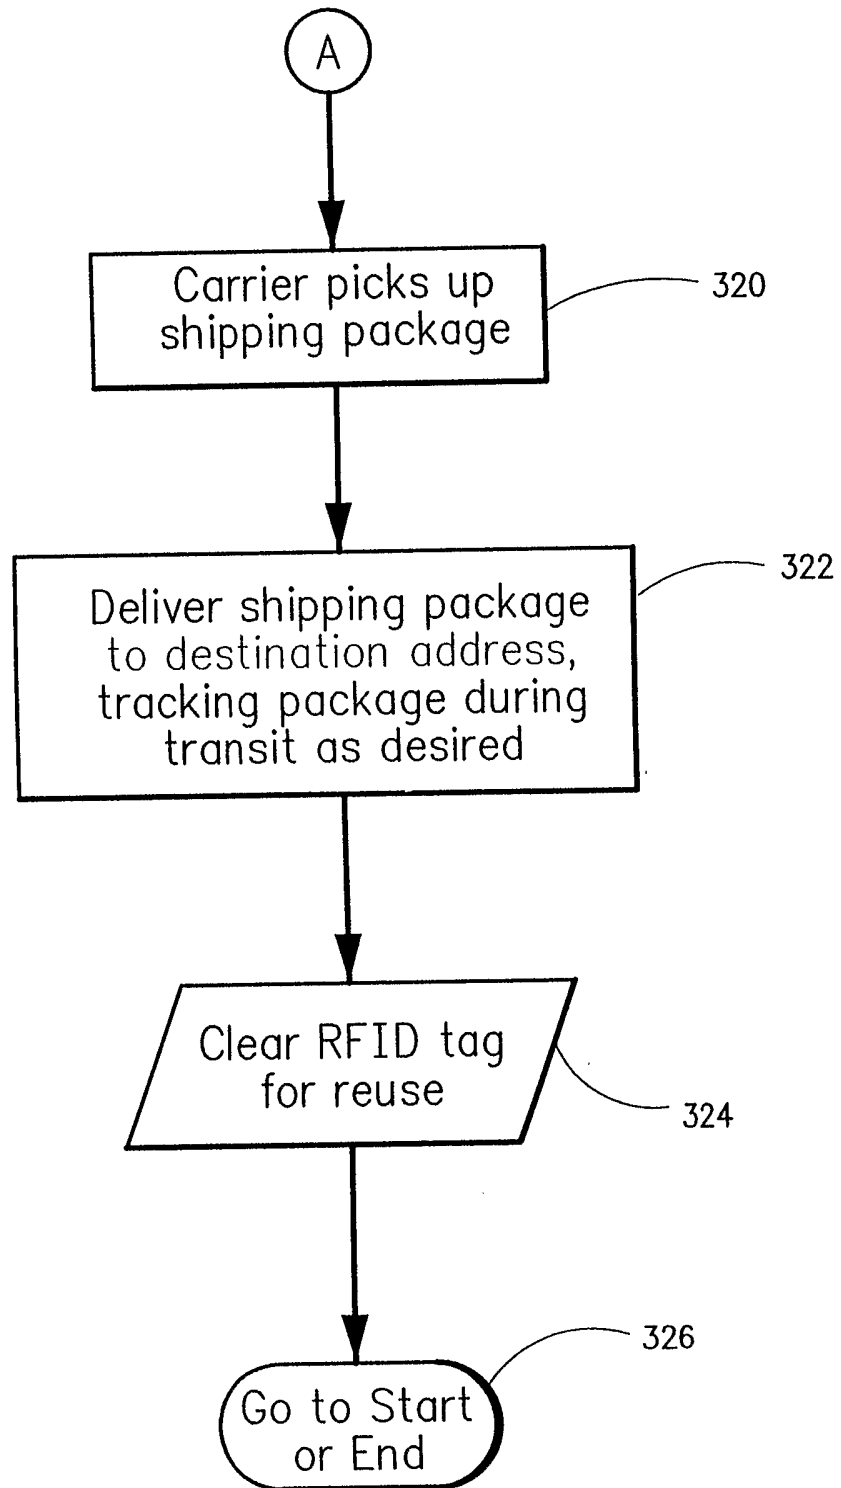 A
Carrier picks up
shipping package
320
Deliver shipping package
to destination address,
tracking package during
transit as desired
322
Clear RFID tag
for reuse
324
Go to Start
or End
326